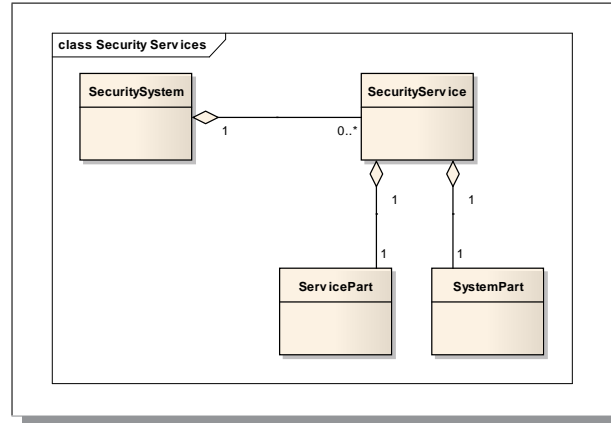 class Security Services
SecuritySystem
SecurityService
1
0..*
1
1
1
1
ServicePart
SystemPart